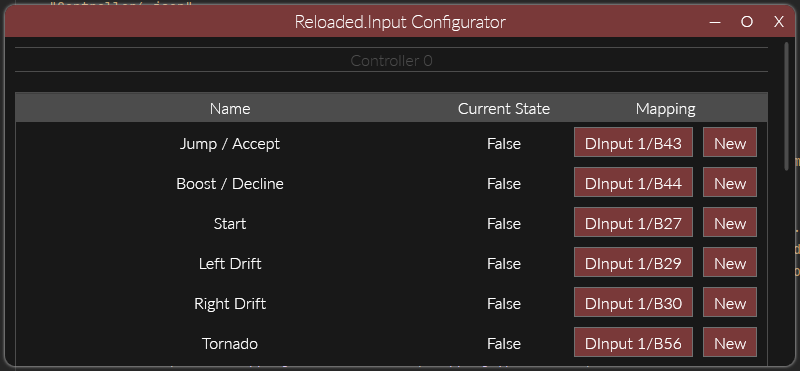 "Controller/.json"
Reloaded.Input Configurator — O X
Controller 0
Name Current State Mapping
Jump / Accept False DInput 1/B43 New
Boost / Decline False DInput 1/B44 New
Start False DInput 1/B27 New
Left Drift False DInput 1/B29 New
Right Drift False DInput 1/B30 New
Tornado False DInput 1/B56 New